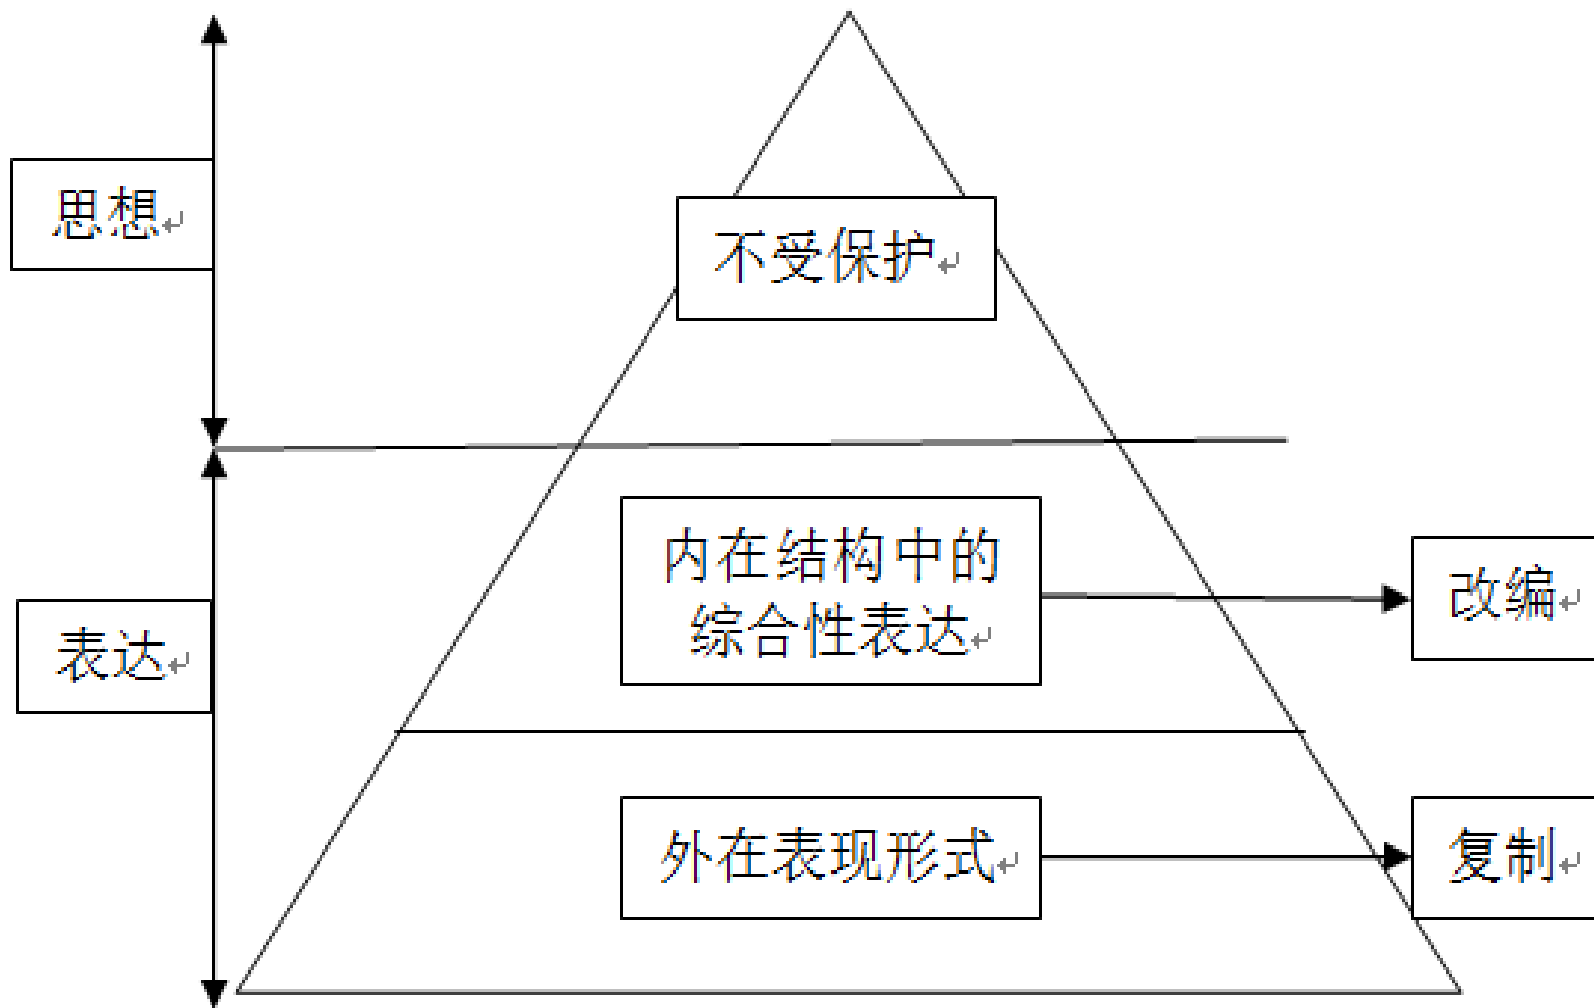 思想
不受保护
内在结构中的
综合性表达
改编
表达
外在表现形式
复制